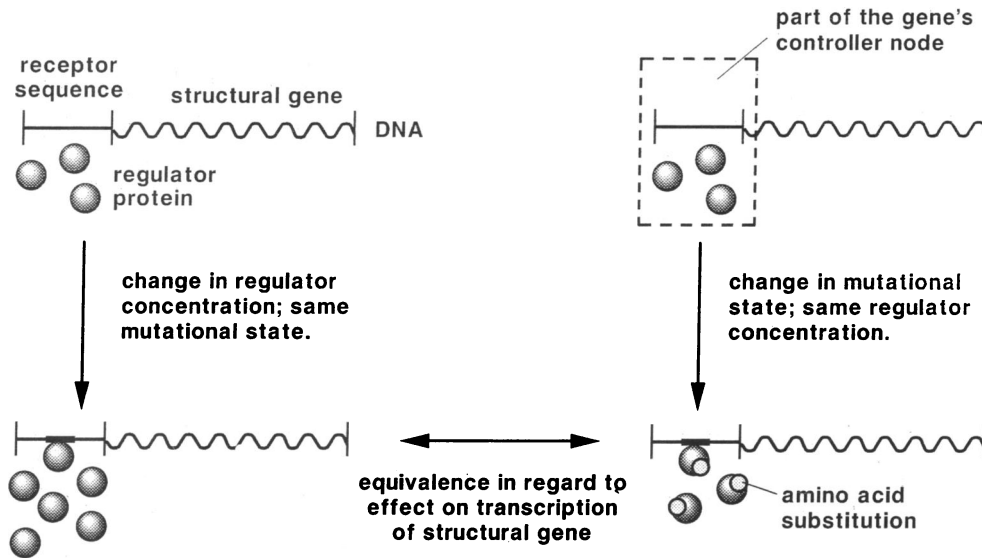 part of the gene's
controller node
receptor
sequence
structural gene
DNA
regulator
protein
change in regulator
concentration; same
mutational state.
change in mutational
state; same regulator
concentration.
equivalence in regard to
effect on transcription
of structural gene
amino acid
substitution